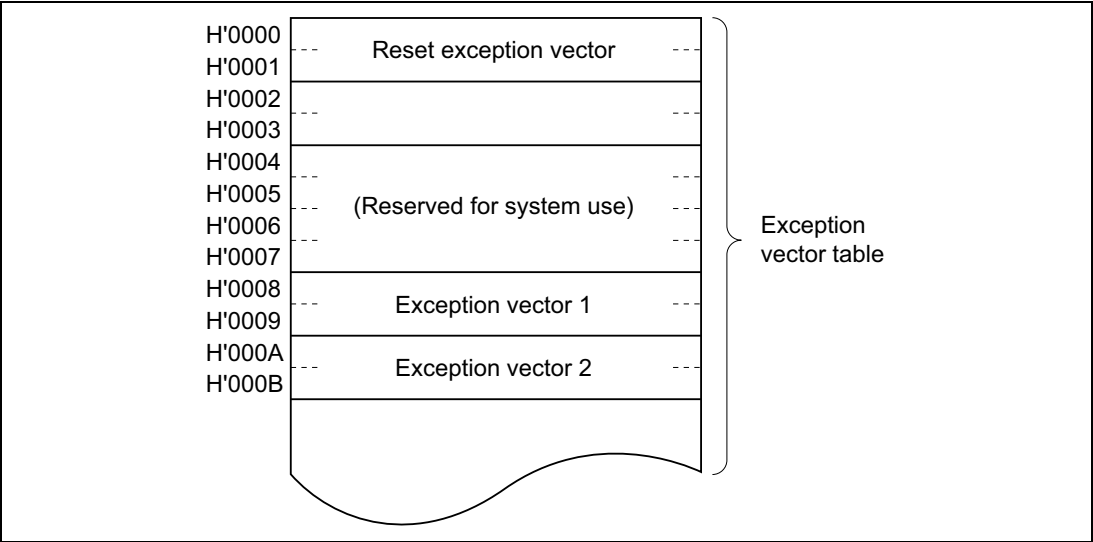 H'0000
Reset exception vector
H'0001
H'0002
H'0003
H'0004
H'0005
(Reserved for system use)
H'0006
Exception
vector table
H'0007
H'0008
Exception vector 1
H'0009
H'000A
Exception vector 2
H'000B